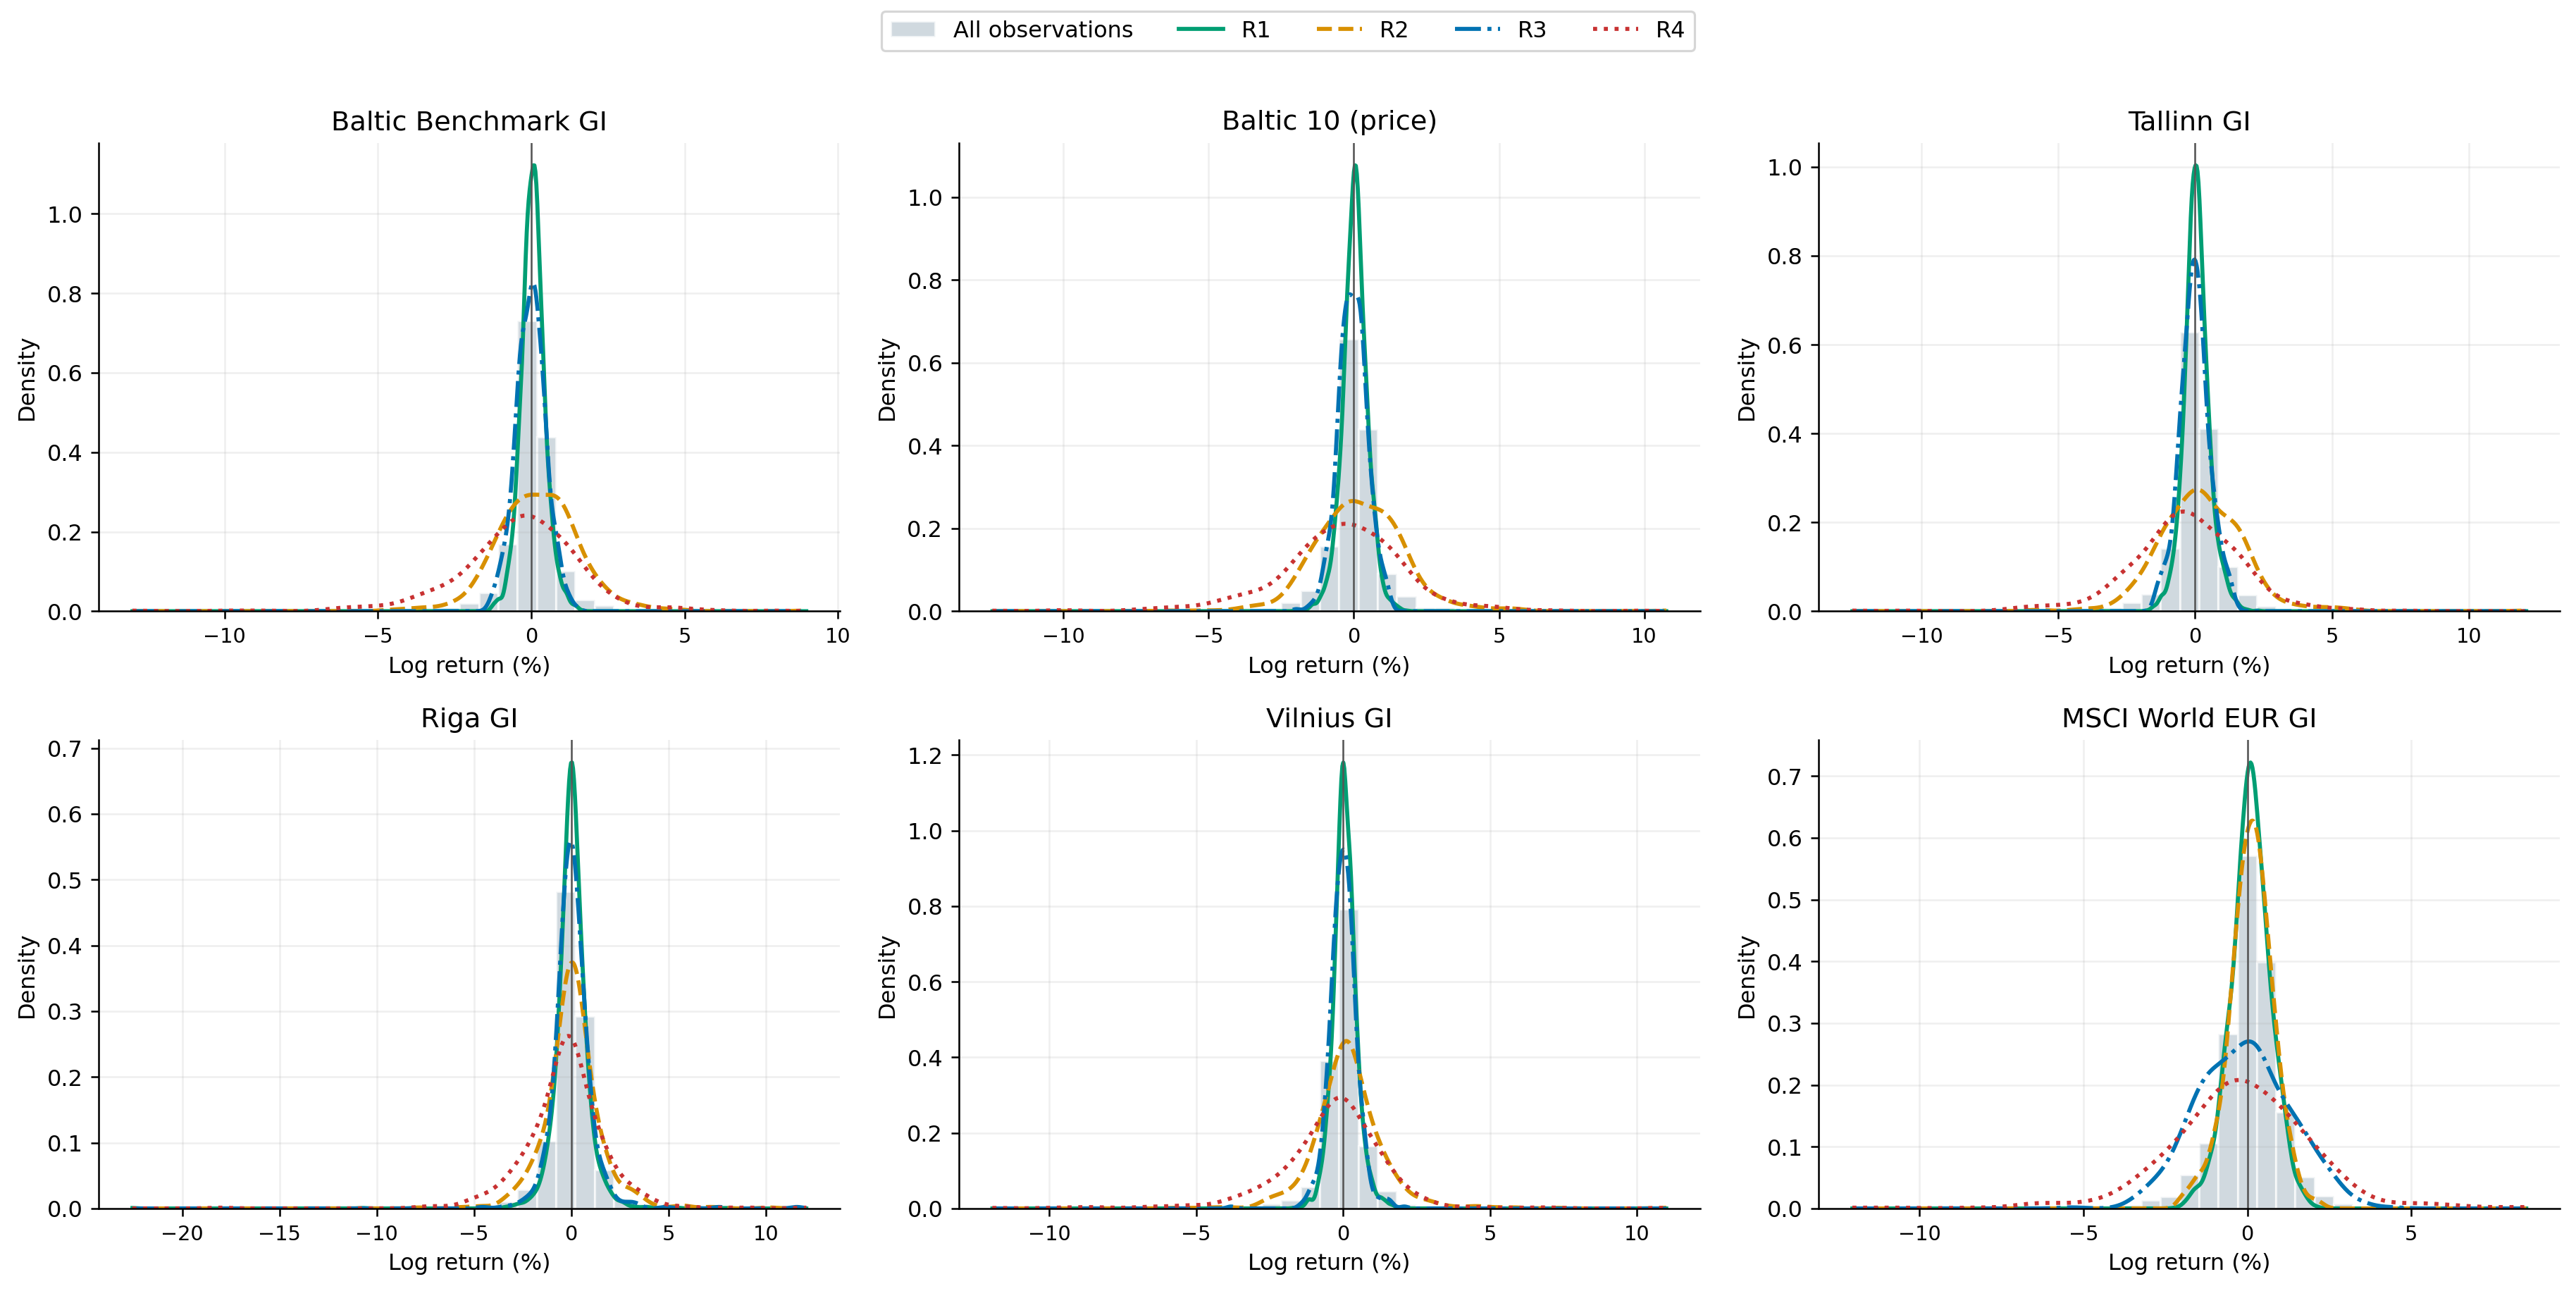 All observations R1 R2 R3 R4
Baltic Benchmark GI
Density
1.0
0.8
0.6
0.4
0.2
0.0
−10 −5 0 5 10
Log return (%)
Baltic 10 (price)
Density
1.0
0.8
0.6
0.4
0.2
0.0
−10 −5 0 5 10
Log return (%)
Tallinn GI
Density
1.0
0.8
0.6
0.4
0.2
0.0
−10 −5 0 5 10
Log return (%)
Riga GI
Density
0.7
0.6
0.5
0.4
0.3
0.2
0.1
0.0
−20 −15 −10 −5 0 5 10
Log return (%)
Vilnius GI
Density
1.2
1.0
0.8
0.6
0.4
0.2
0.0
−10 −5 0 5 10
Log return (%)
MSCI World EUR GI
Density
0.7
0.6
0.5
0.4
0.3
0.2
0.1
0.0
−10 −5 0 5
Log return (%)